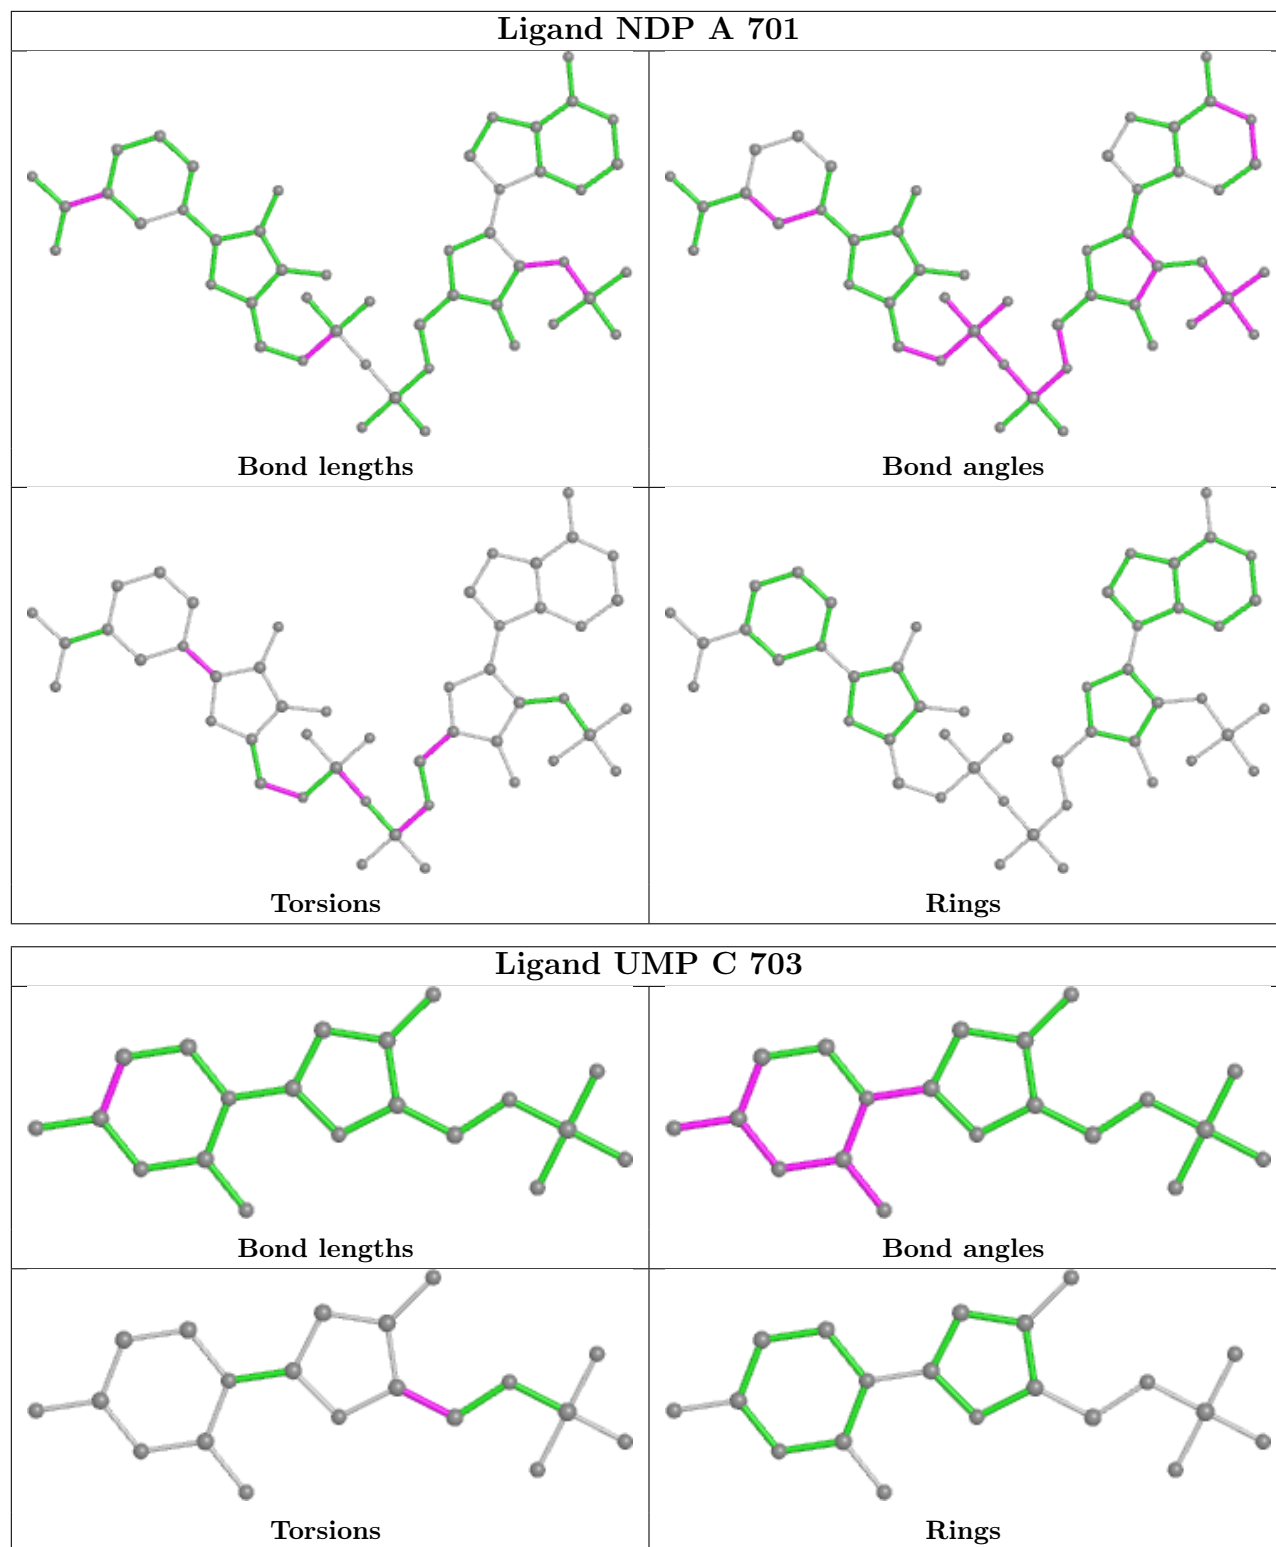 Ligand NDP A 701
Bond lengths
Bond angles
Torsions
Rings
Ligand UMP C 703
Bond lengths
Bond angles
Torsions
Rings